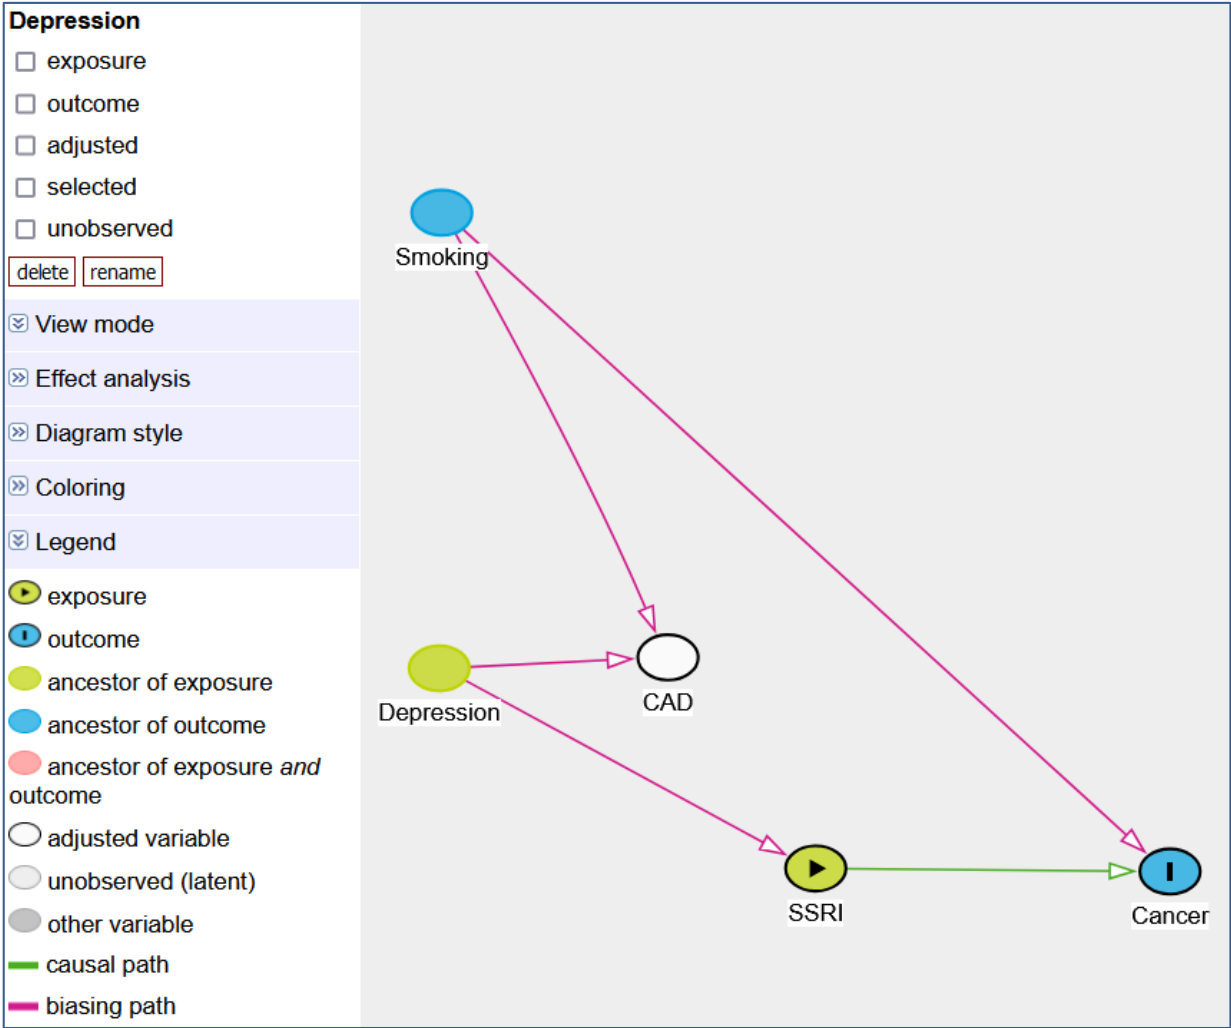 Depression
exposure
outcome
adjusted
selected
unobserved
delete rename
View mode
Effect analysis
Diagram style
Coloring
Legend
exposure
outcome
ancestor of exposure
ancestor of outcome
ancestor of exposure and
outcome
adjusted variable
unobserved (latent)
other variable
causal path
biasing path
Smoking
CAD
Depression
SSRI
Cancer